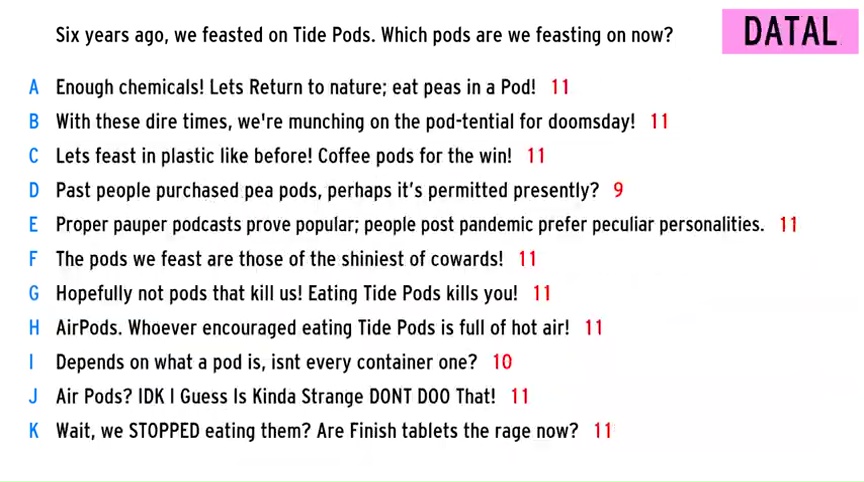 Six years ago, we feasted on Tide Pods. Which pods are we feasting on now?
DATAL
A Enough chemicals! Lets Return to nature; eat peas in a Pod! 11
B With these dire times, we're munching on the pod-tential for doomsday! 11
C Lets feast in plastic like before! Coffee pods for the win! 11
D Past people purchased pea pods, perhaps it's permitted presently? 9
E Proper pauper podcasts prove popular; people post pandemic prefer peculiar personalities. 11
F The pods we feast are those of the shiniest of cowards! 11
G Hopefully not pods that kill us! Eating Tide Pods kills you! 11
H AirPods. Whoever encouraged eating Tide Pods is full of hot air! 11
I Depends on what a pod is, isnt every container one? 10
J Air Pods? IDK I Guess Is Kinda Strange DONT DOO That! 11
K Wait, we STOPPED eating them? Are Finish tablets the rage now? 11